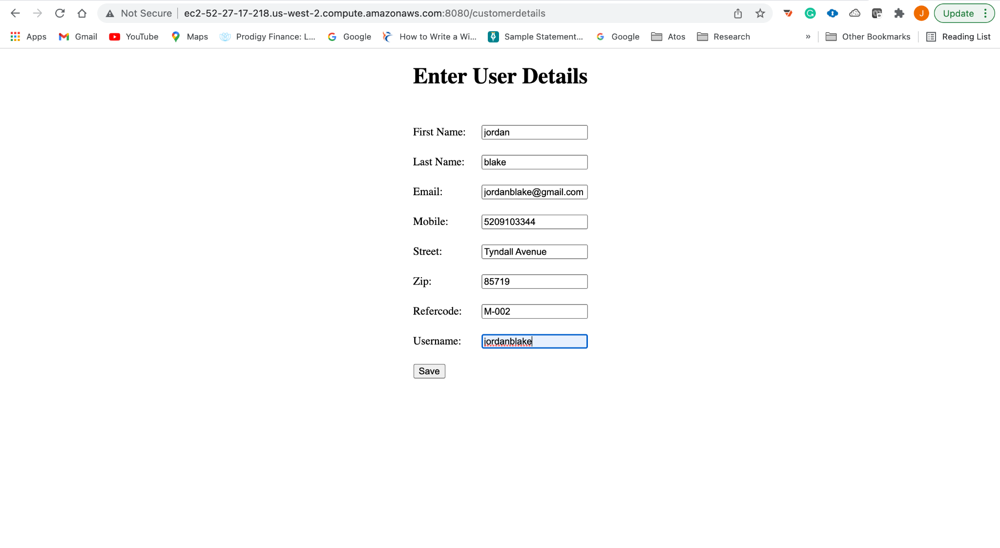 Not Secure ec2-52-27-17-218.us-west-2.compute.amazonaws.com:8080/customerdetails J Update
Apps Gmail YouTube Maps Prodigy Finance: L... Google How to Write a Wi... Sample Statement... Google Atos Research » Other Bookmarks Reading List
Enter User Details
First Name: jordan
Last Name: blake
Email: jordanblake@gmail.com
Mobile: 5209103344
Street: Tyndall Avenue
Zip: 85719
Refercode: M-002
Username: jordanblake
Save